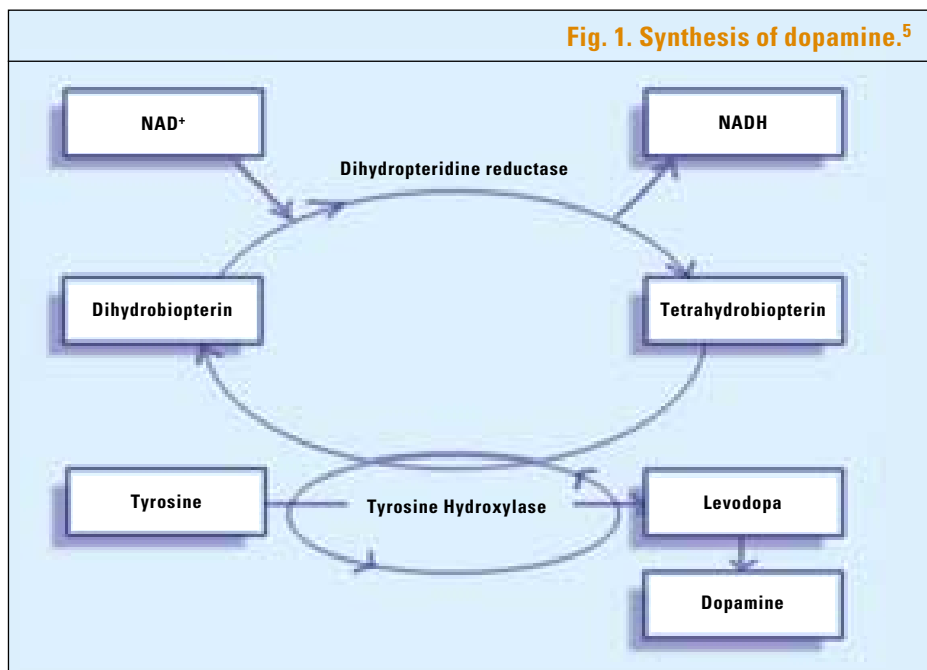 Fig. 1. Synthesis of dopamine.⁵
NAD⁺
NADH
Dihydropteridine reductase
Dihydrobiopterin
Tetrahydrobiopterin
Tyrosine
Tyrosine Hydroxylase
Levodopa
Dopamine